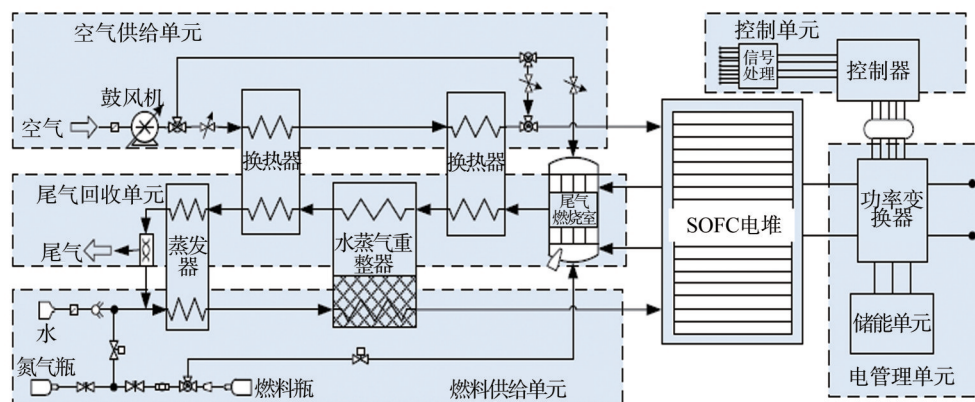 空气供给单元
控制单元
信号
处理
控制器
鼓风机
空气
换热器
换热器
尾气回收单元
尾气
燃烧室
SOFC电堆
功率变
换器
尾气
蒸发
器
水蒸气重
整器
储能单元
水
氮气瓶
燃料瓶
燃料供给单元
电管理单元